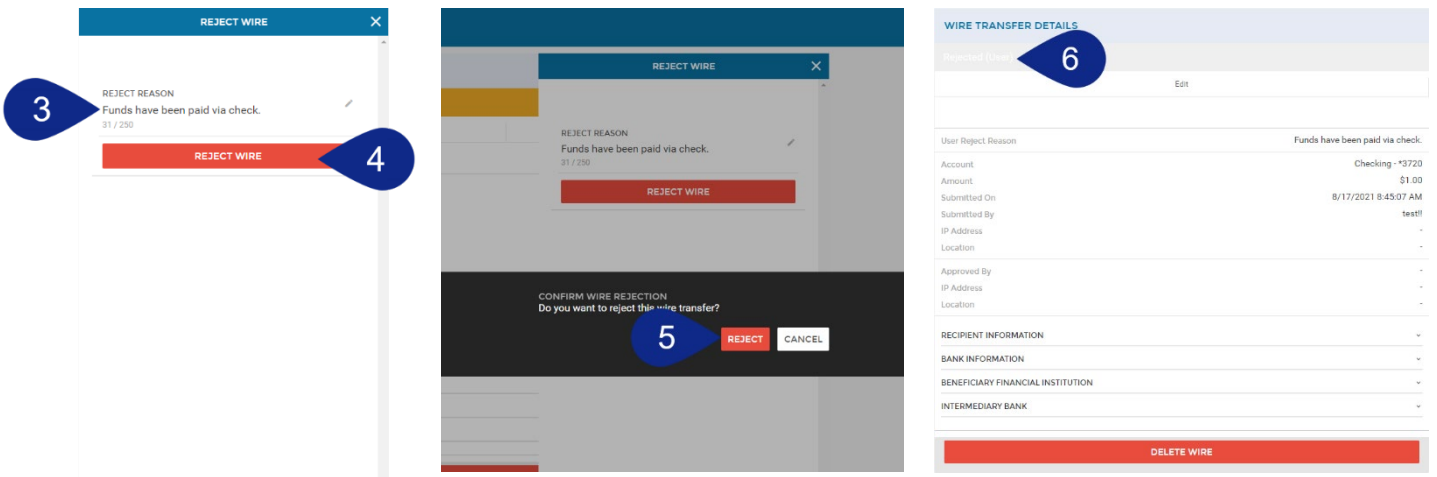 REJECT WIRE
REJECT REASON
3
Funds have been paid via check.
31 / 250
REJECT WIRE
4
REJECT WIRE
REJECT REASON
Funds have been paid via check.
31 / 250
REJECT WIRE
CONFIRM WIRE REJECTION
Do you want to reject this wire transfer?
5
REJECT CANCEL
WIRE TRANSFER DETAILS
Rejected (User)
6
Edit
User Reject Reason Funds have been paid via check.
Account Checking - *3720
Amount $1.00
Submitted On 8/17/2021 8:45:07 AM
Submitted By test!!
IP Address -
Location -
Approved By -
IP Address -
Location -
RECIPIENT INFORMATION
BANK INFORMATION
BENEFICIARY FINANCIAL INSTITUTION
INTERMEDIARY BANK
DELETE WIRE